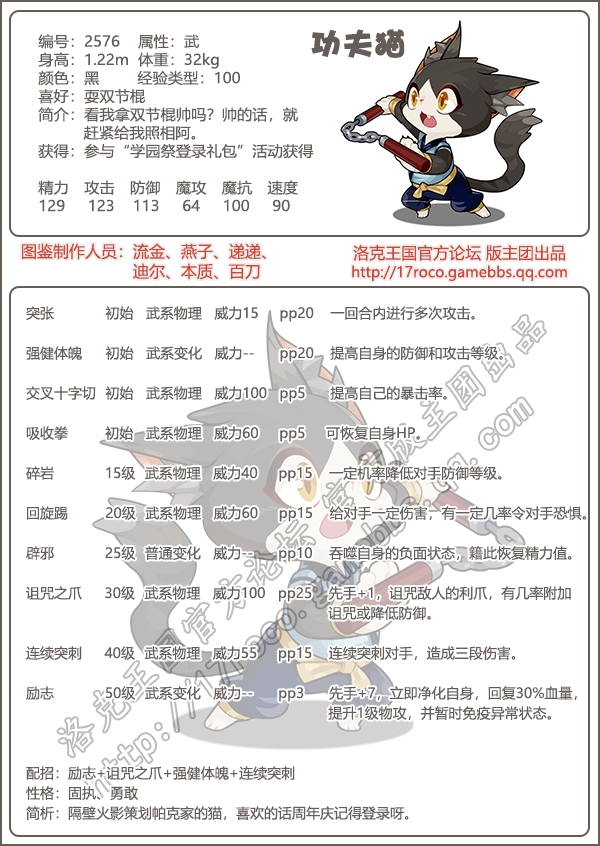 功夫猫
编号：2576 属性：武
身高：1.22m 体重：32kg
颜色：黑 经验类型：100
喜好：耍双节棍
简介：看我拿双节棍帅吗？帅的话，就
赶紧给我照相阿。
获得：参与“学园祭登录礼包”活动获得
精力 攻击 防御 魔攻 魔抗 速度
129 123 113 64 100 90
图鉴制作人员：流金、燕子、递递、
迪尔、本质、百刀
洛克王国官方论坛 版主团出品
http://17roco.gamebbs.qq.com
突张 初始 武系物理 威力15 pp20 一回合内进行多次攻击。
强健体魄 初始 武系变化 威力-- pp20 提高自身的防御和攻击等级。
交叉十字切 初始 武系物理 威力100 pp5 提高自己的暴击率。
吸收拳 初始 武系物理 威力60 pp5 可恢复自身HP。
碎岩 15级 武系物理 威力40 pp15 一定机率降低对手防御等级。
回旋踢 20级 武系物理 威力60 pp15 给对手一定伤害，有一定几率令对手恐惧。
辟邪 25级 普通变化 威力-- pp10 吞噬自身的负面状态，籍此恢复精力值。
诅咒之爪 30级 武系物理 威力100 pp25 先手+1，诅咒敌人的利爪，有几率附加
诅咒或降低防御。
连续突刺 40级 武系物理 威力55 pp15 连续突刺对手，造成三段伤害。
励志 50级 武系变化 威力-- pp3 先手+7，立即净化自身，回复30%血量，
提升1级物攻，并暂时免疫异常状态。
洛克王国官方论坛 版主团出品
http://17roco.gamebbs.qq.com
配招：励志+诅咒之爪+强健体魄+连续突刺
性格：固执、勇敢
简析：隔壁火影策划帕克家的猫，喜欢的话周年庆记得登录呀。